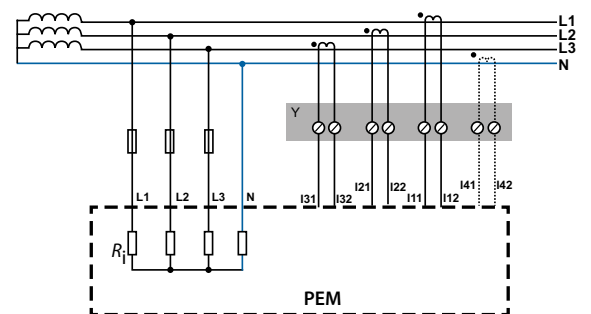 L1
L2
L3
N
Y
L1 L2 L3 N I31 I32 I21 I22 I11 I12 I41 I42
Ri
PEM